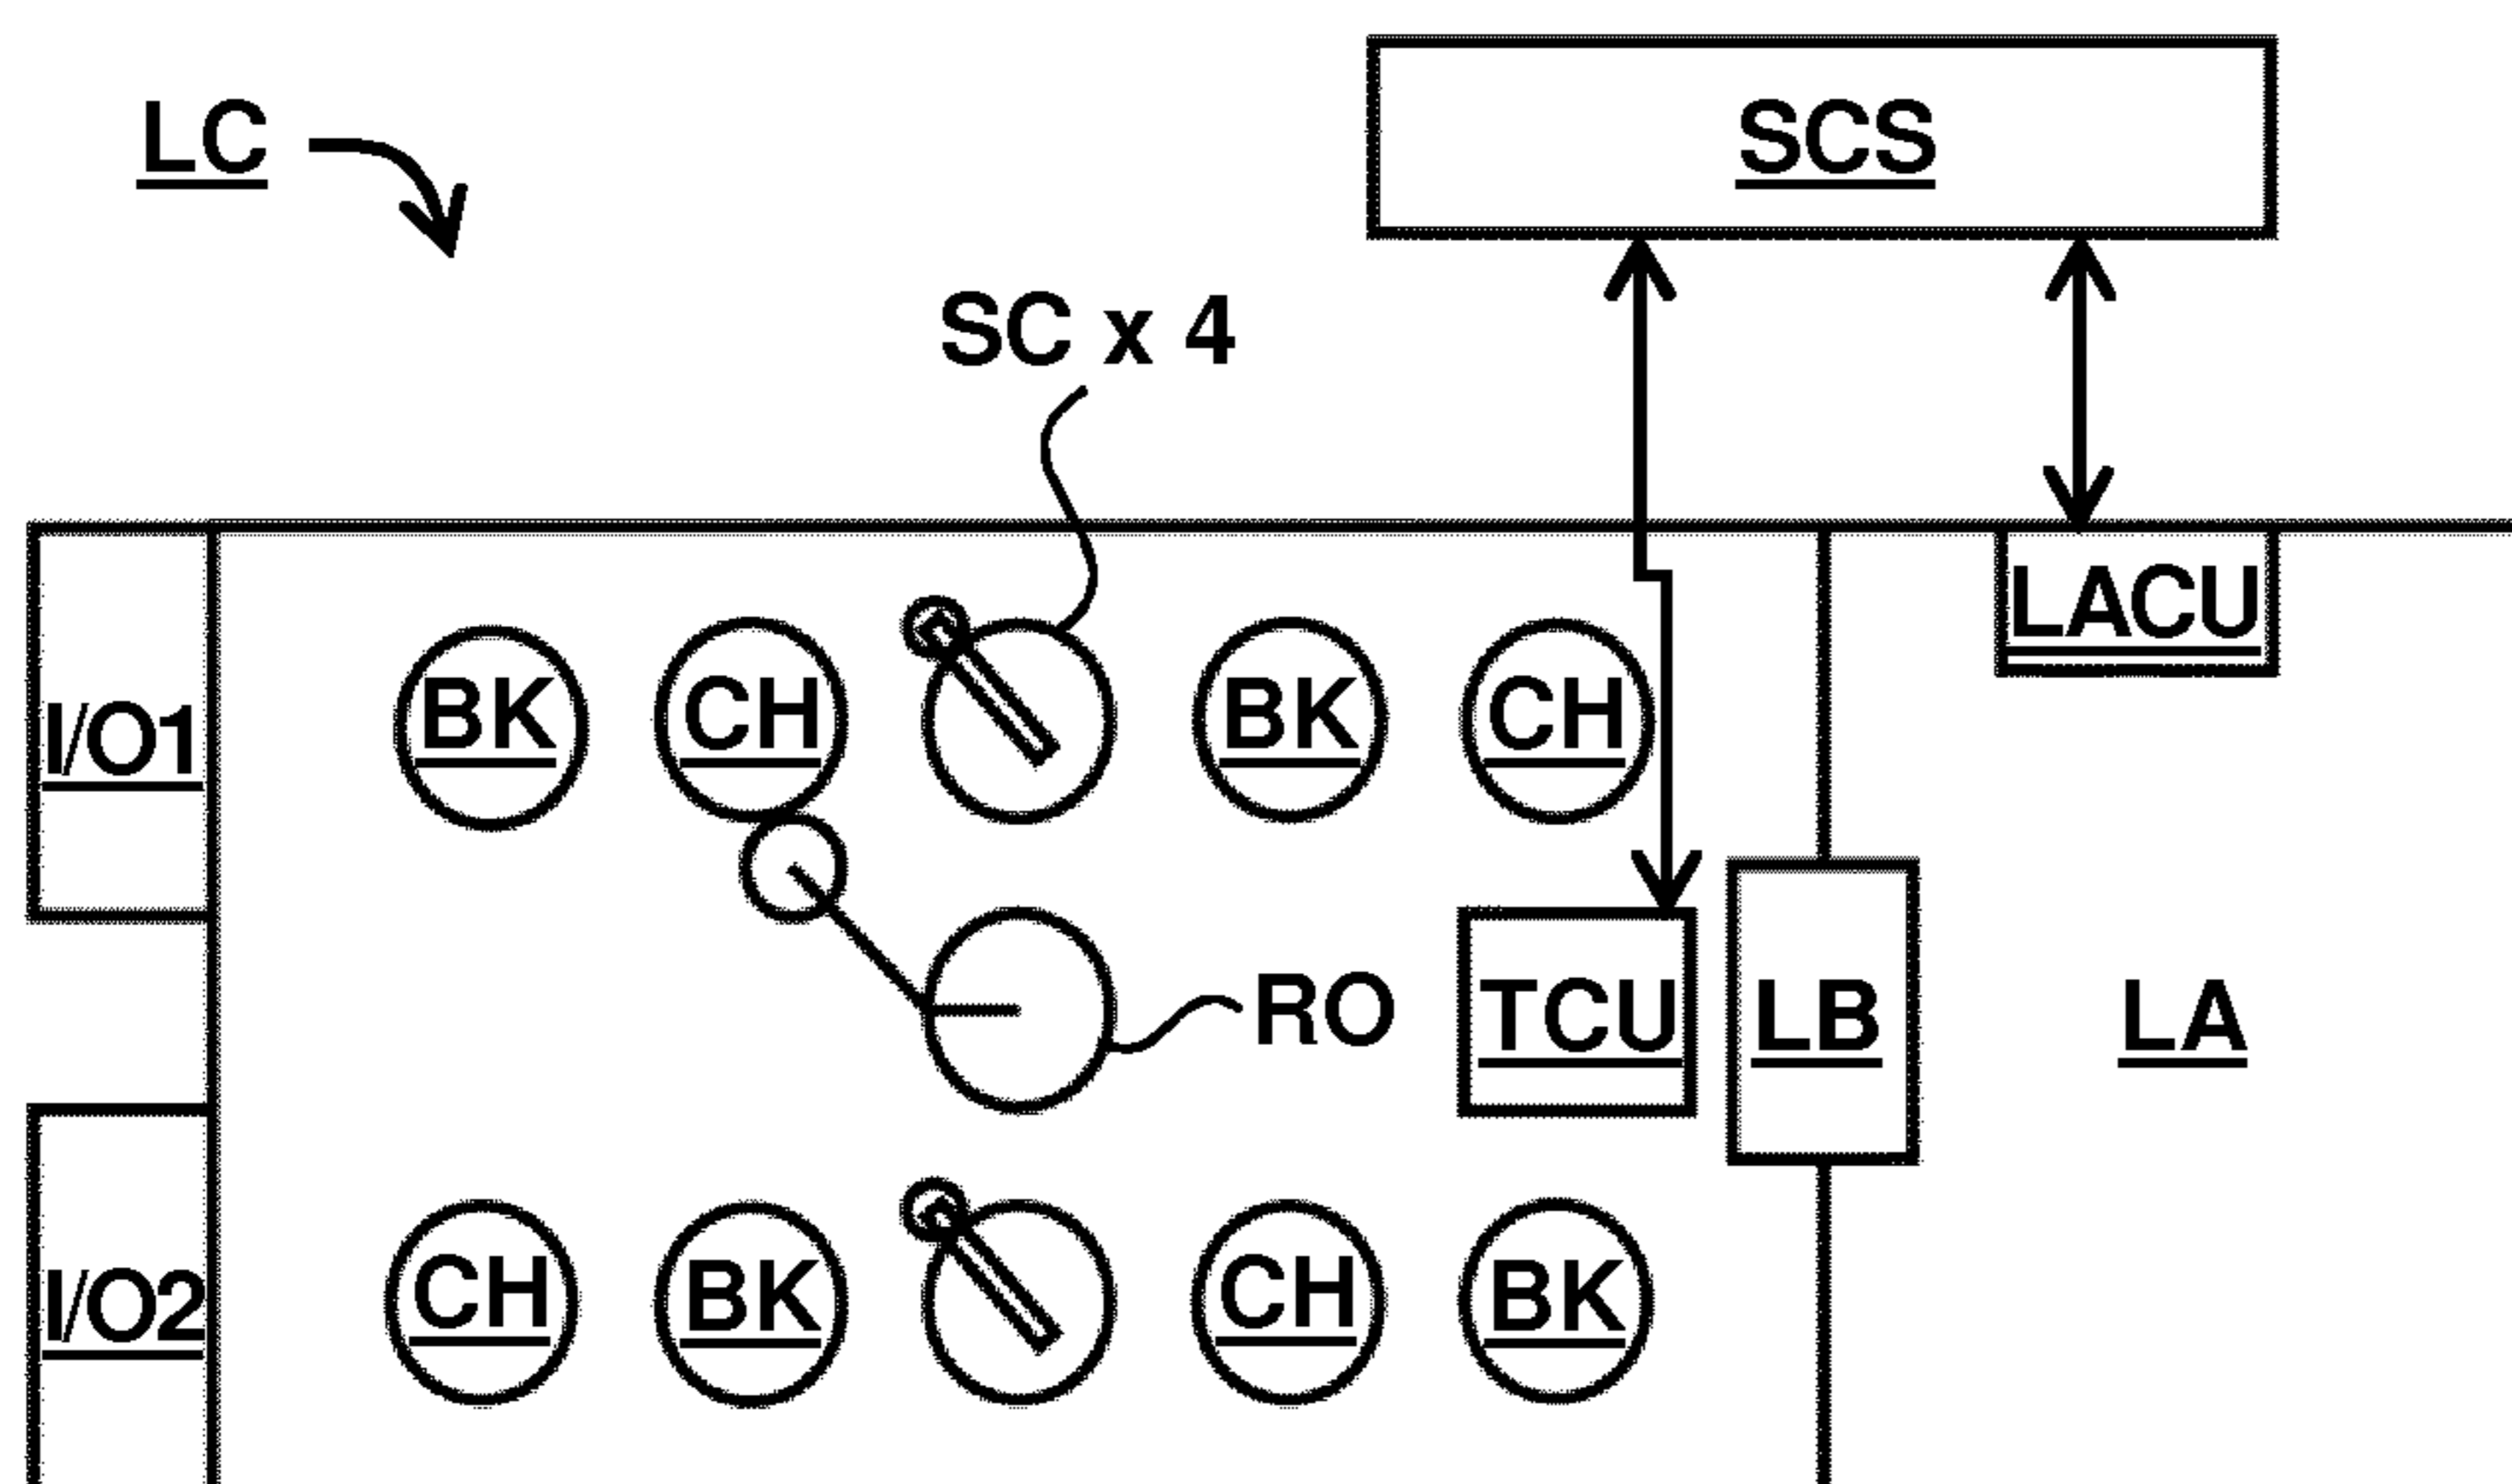 LC
SCS
SC x 4
LACU
I/O1
BK
CH
BK
CH
RO
TCU
LB
LA
I/O2
CH
BK
CH
BK